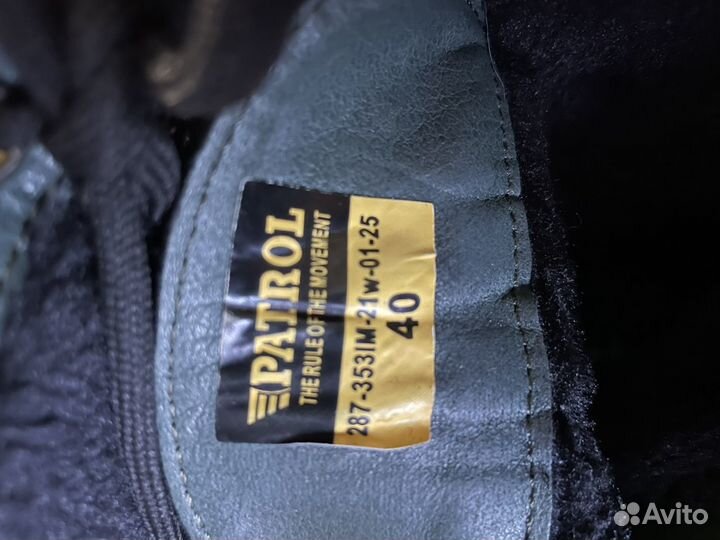 PATROL
THE RULE OF THE MOVEMENT
287-353IM-21w-01-25
40
Avito